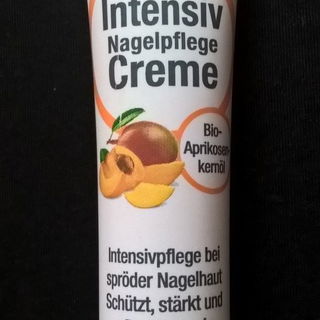 Intensiv
Nagelpflege
Creme
Bio-
Aprikosen-
kernöl
Intensivpflege bei
spröder Nagelhaut
Schützt, stärkt und